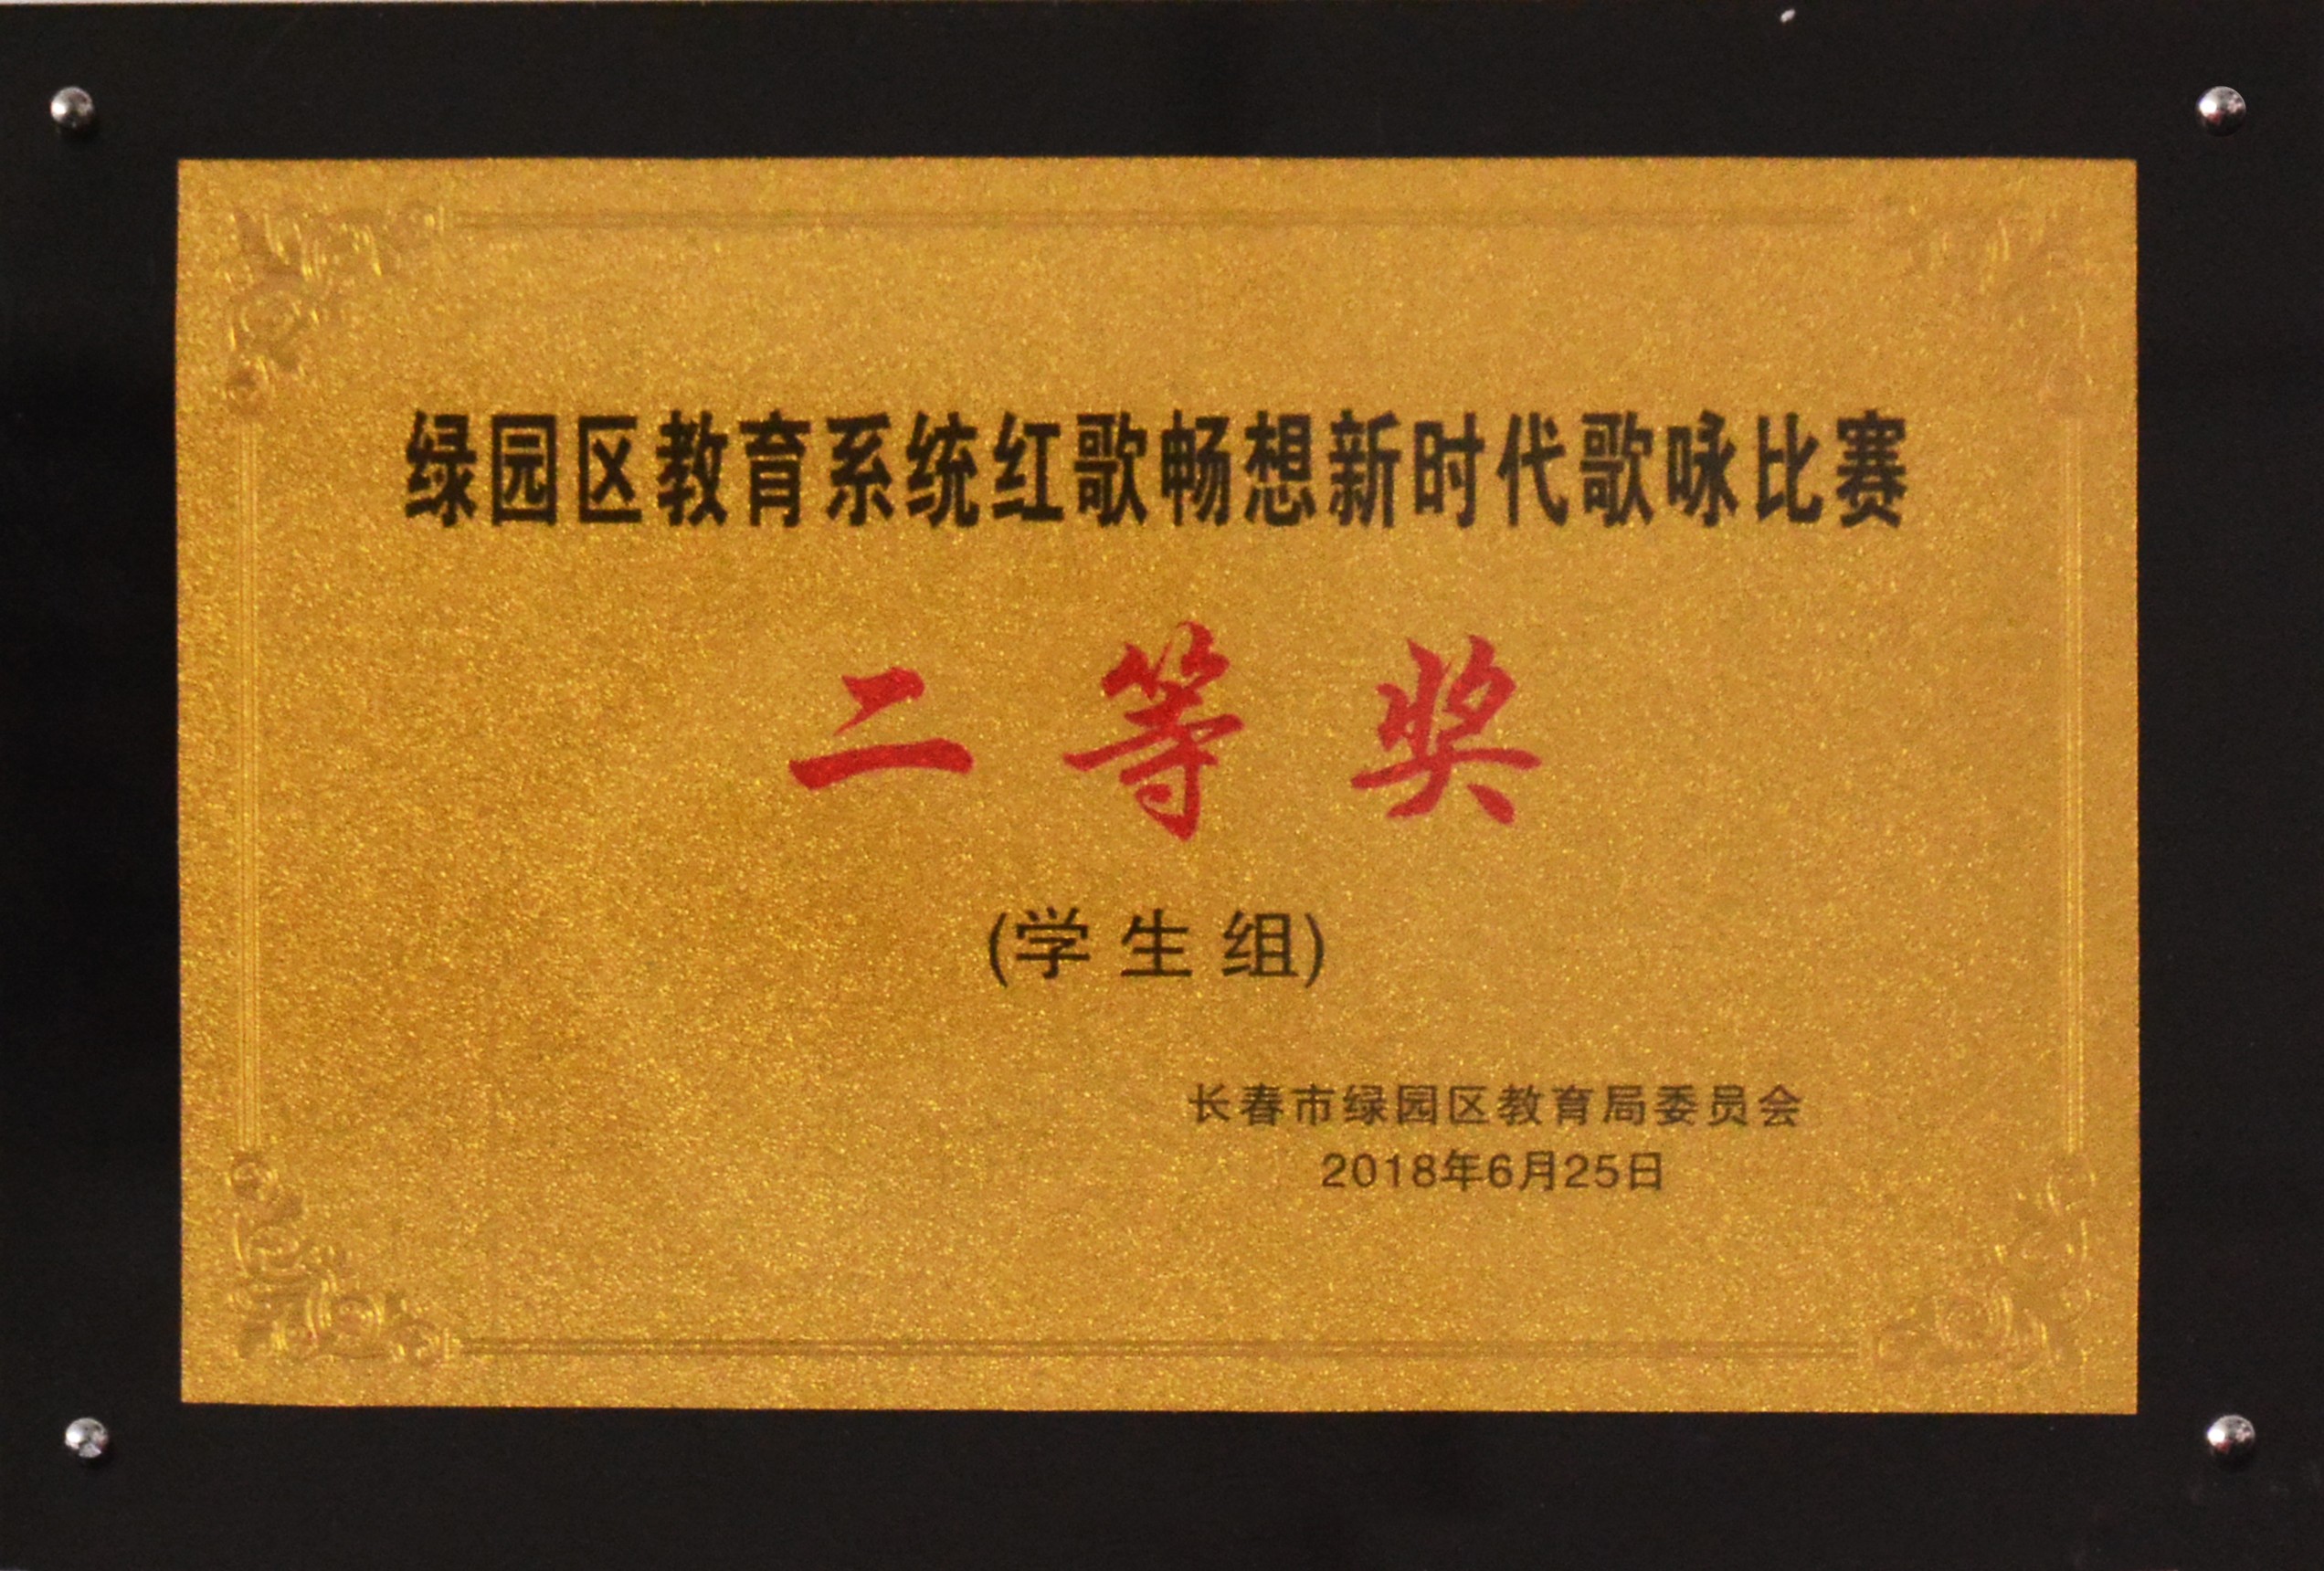 绿园区教育系统红歌畅想新时代歌咏比赛
二等奖
(学生组)
长春市绿园区教育局委员会
2018年6月25日